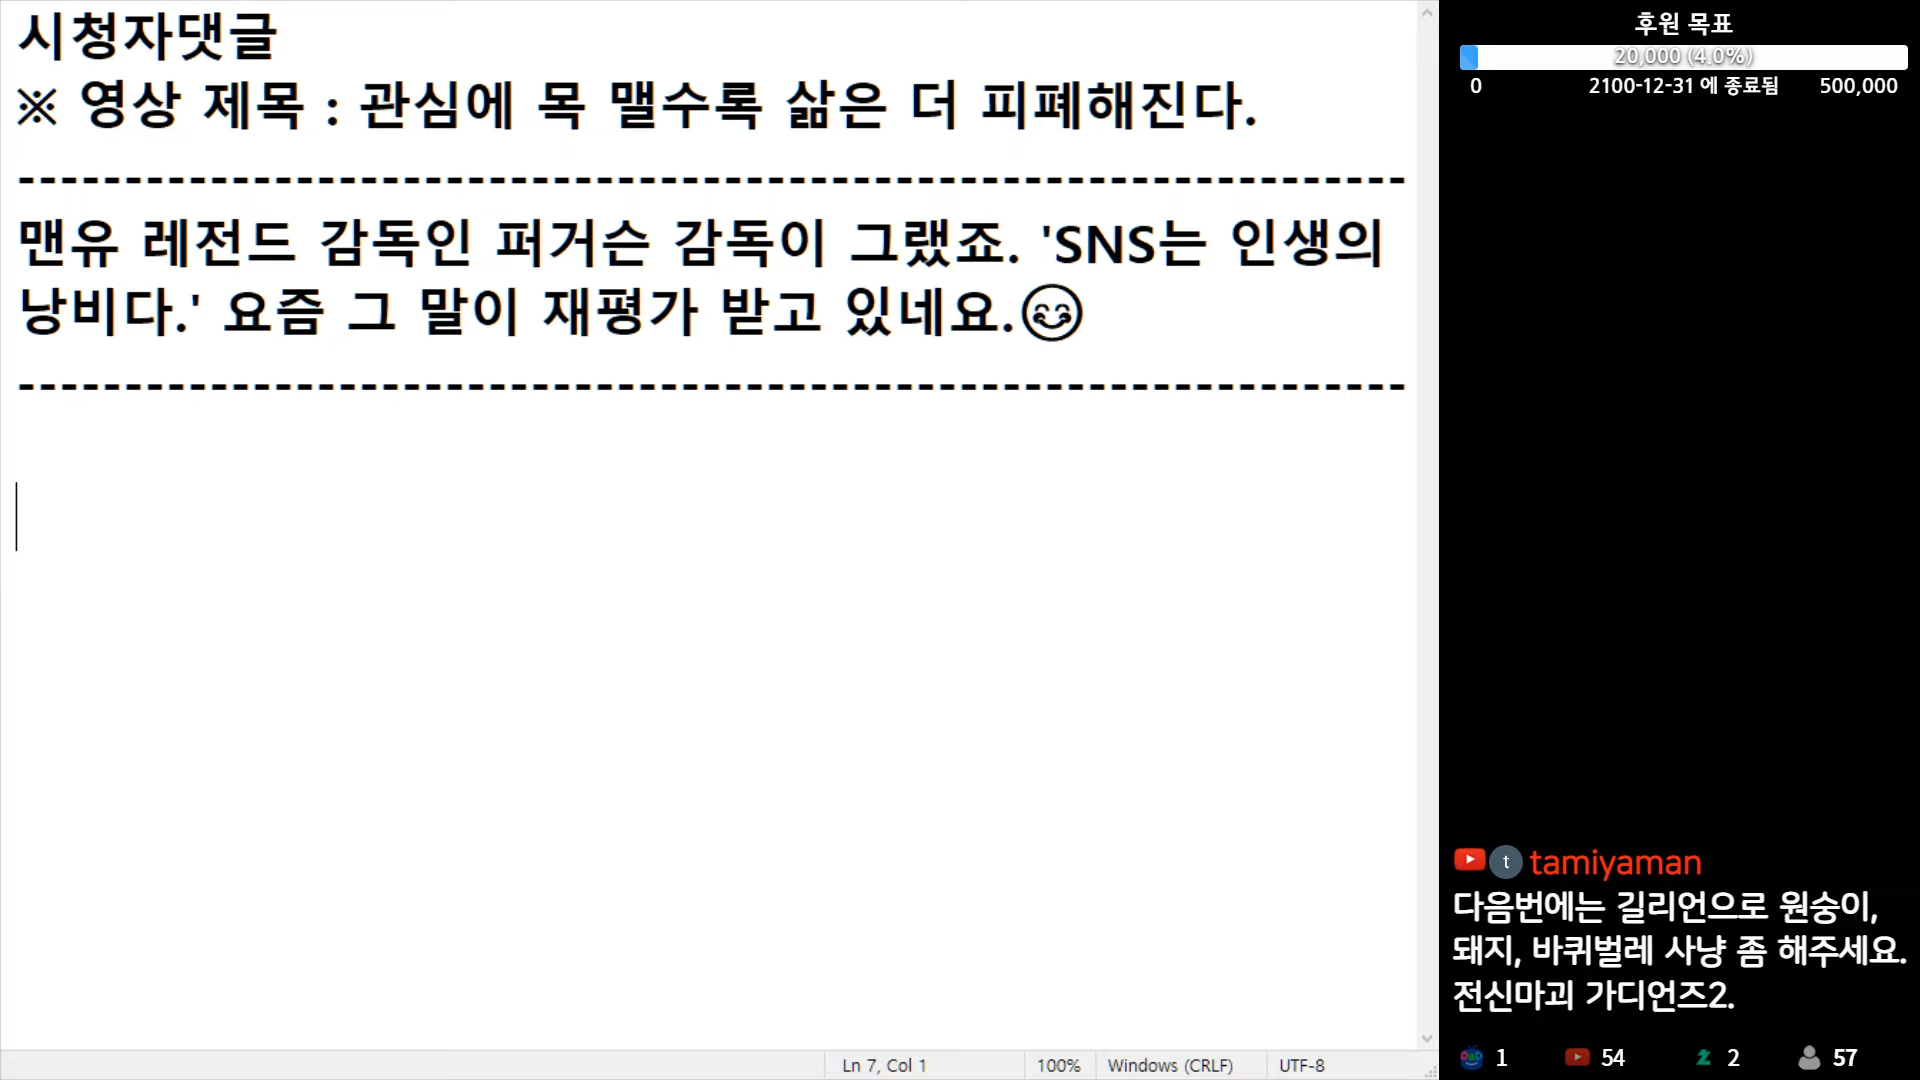 시청자댓글
※ 영상 제목 : 관심에 목 맬수록 삶은 더 피폐해진다.
-----------------------------------------------------------------
맨유 레전드 감독인 퍼거슨 감독이 그랬죠. 'SNS는 인생의
낭비다.' 요즘 그 말이 재평가 받고 있네요.😊
-----------------------------------------------------------------
Ln 7, Col 1
100%
Windows (CRLF)
UTF-8
후원 목표
20,000 (4.0%)
0
2100-12-31 에 종료됨
500,000
t tamiyaman
다음번에는 길리언으로 원숭이,
돼지, 바퀴벌레 사냥 좀 해주세요.
전신마괴 가디언즈2.
1
54
2
57